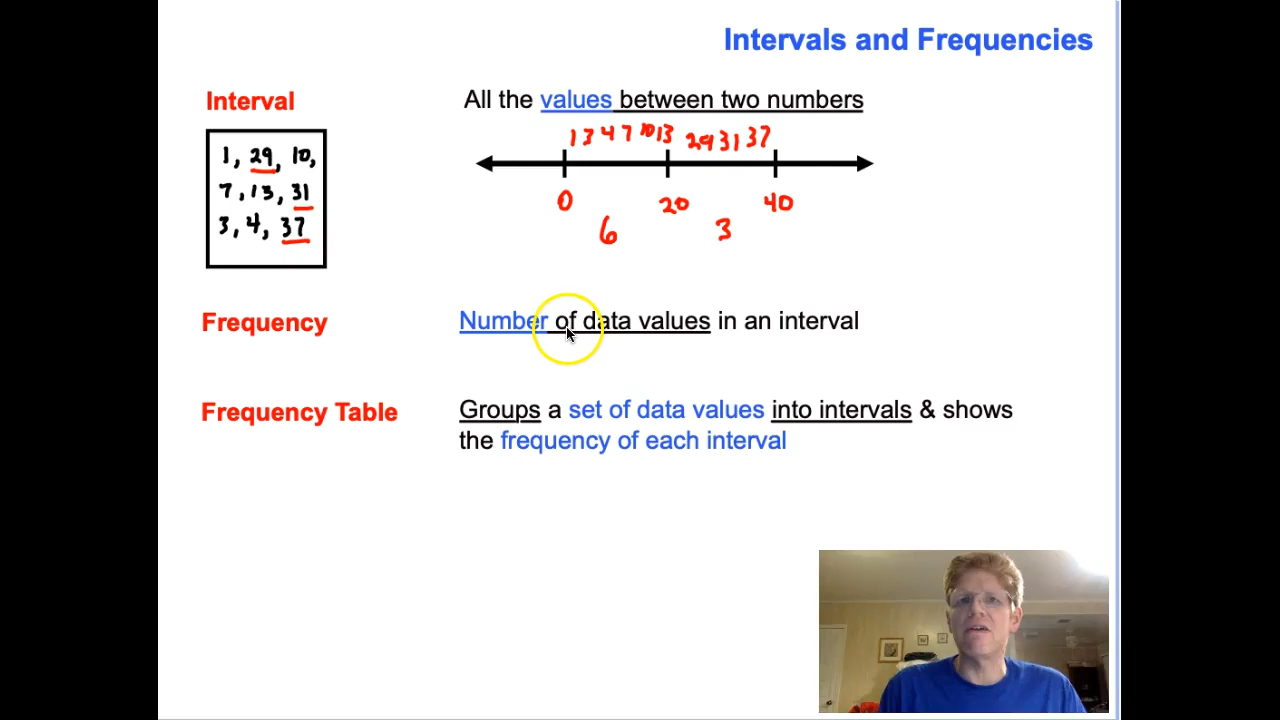 Intervals and Frequencies
Interval
All the values between two numbers
1, 29, 10,
7, 13, 31
3, 4, 37
1 3 4 7 10 13 29 31 37
0 20 40
6 3
Frequency
Number of data values in an interval
Frequency Table
Groups a set of data values into intervals & shows
the frequency of each interval